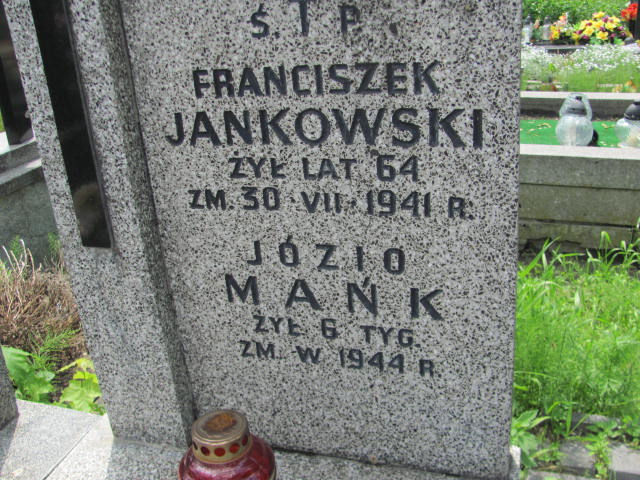 Ś. T P.
FRANCISZEK
JANKOWSKI
ŻYŁ LAT 64
ZM. 30 · VII · 1941 R.
JÓZIO
MAŃK
ŻYŁ 6 TYG.
ZM. W 1944 R.